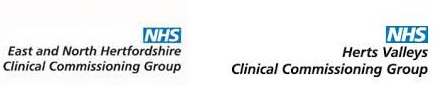 NHS
East and North Hertfordshire
Clinical Commissioning Group
NHS
Herts Valleys
Clinical Commissioning Group